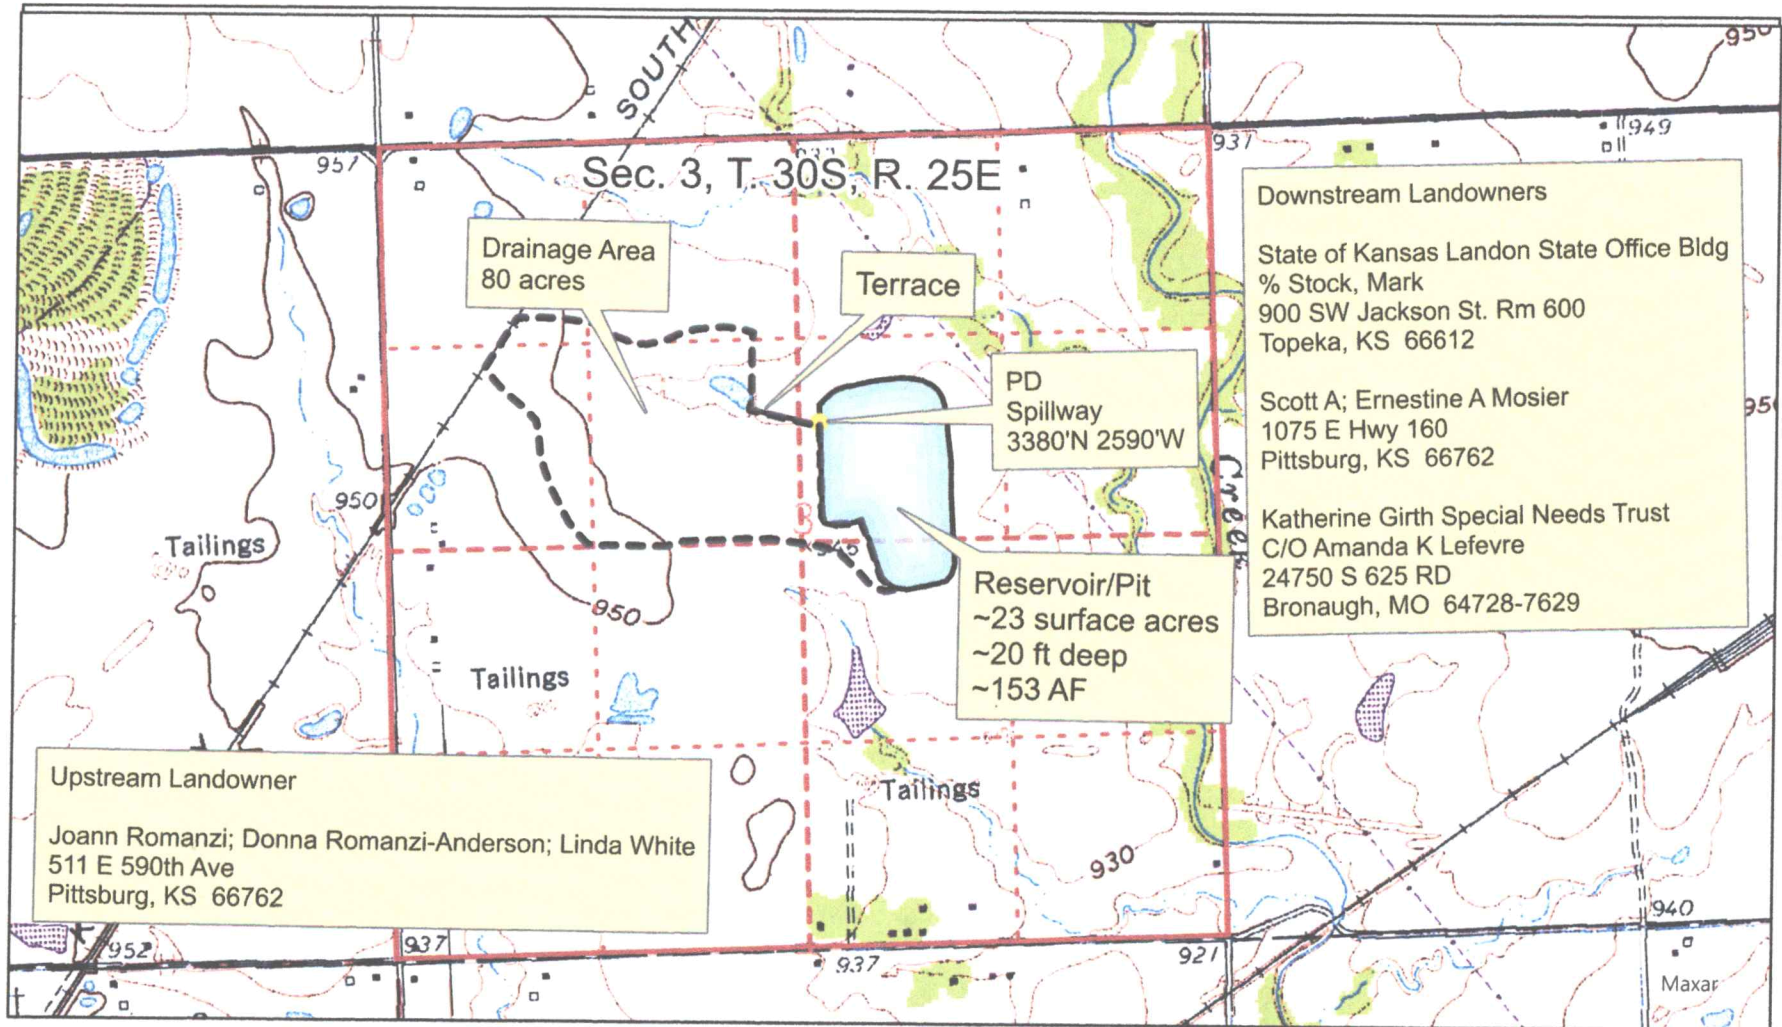 950
SOUTH
957
937
949
Sec. 3, T. 30S, R. 25E
Drainage Area
80 acres
Terrace
PD
Spillway
3380'N 2590'W
Downstream Landowners
State of Kansas Landon State Office Bldg
% Stock, Mark
900 SW Jackson St. Rm 600
Topeka, KS 66612
Scott A; Ernestine A Mosier
1075 E Hwy 160
Pittsburg, KS 66762
Katherine Girth Special Needs Trust
C/O Amanda K Lefevre
24750 S 625 RD
Bronaugh, MO 64728-7629
Creek
950
Tailings
3
950
Reservoir/Pit
~23 surface acres
~20 ft deep
~153 AF
Tailings
Tailings
930
Upstream Landowner
Joann Romanzi; Donna Romanzi-Anderson; Linda White
511 E 590th Ave
Pittsburg, KS 66762
952
937
937
921
940
Maxar